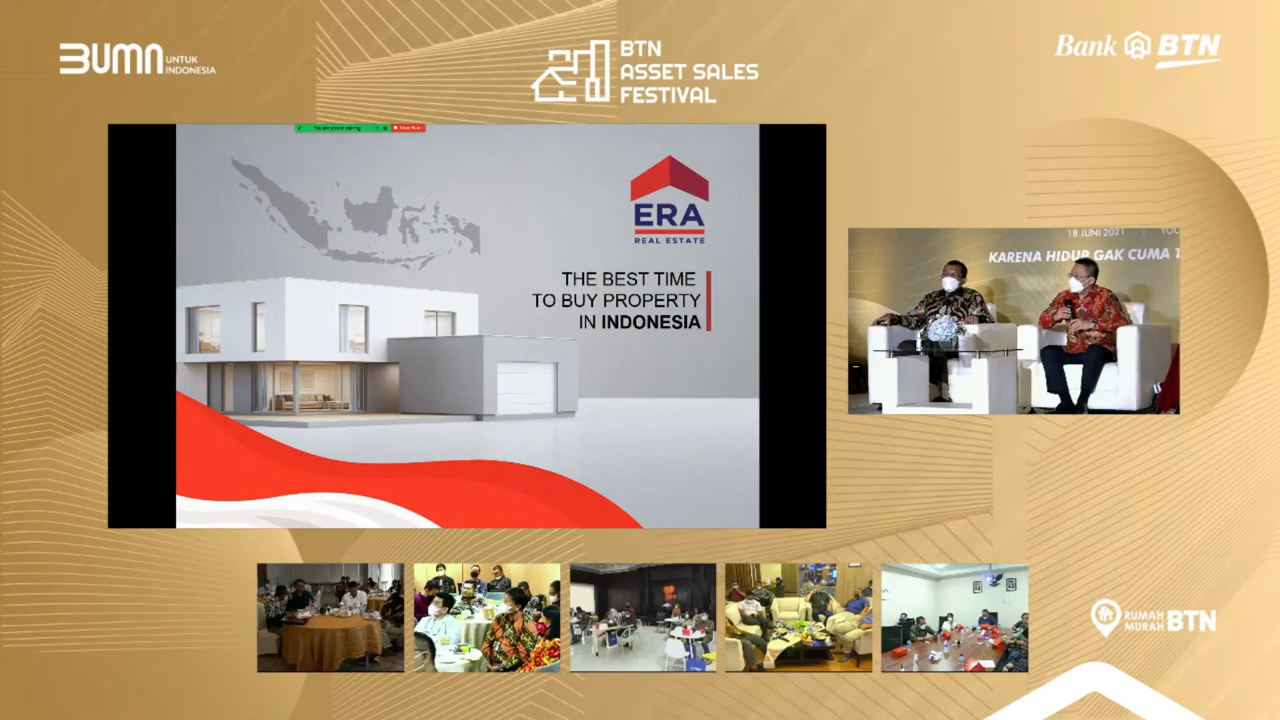 BUMN UNTUK
INDONESIA
BTN
ASSET SALES
FESTIVAL
Bank BTN
ERA
REAL ESTATE
THE BEST TIME
TO BUY PROPERTY
IN INDONESIA
18 JUNI 2021 | YOU
KARENA HIDUP GAK CUMA T
RUMAH
MURAH BTN